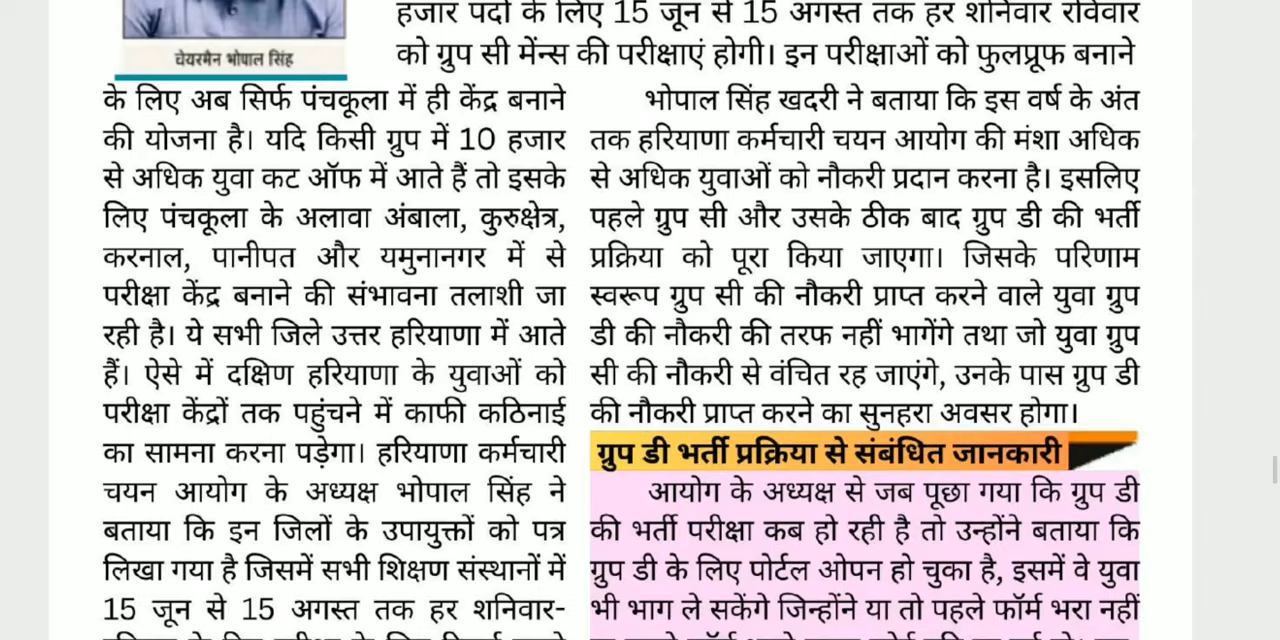 हजार पदों के लिए 15 जून से 15 अगस्त तक हर शनिवार रविवार
को ग्रुप सी मेंन्स की परीक्षाएं होगी। इन परीक्षाओं को फुलप्रूफ बनाने
चेयरमैन भोपाल सिंह
के लिए अब सिर्फ पंचकूला में ही केंद्र बनाने
की योजना है। यदि किसी ग्रुप में 10 हजार
से अधिक युवा कट ऑफ में आते हैं तो इसके
लिए पंचकूला के अलावा अंबाला, कुरुक्षेत्र,
करनाल, पानीपत और यमुनानगर में से
परीक्षा केंद्र बनाने की संभावना तलाशी जा
रही है। ये सभी जिले उत्तर हरियाणा में आते
हैं। ऐसे में दक्षिण हरियाणा के युवाओं को
परीक्षा केंद्रों तक पहुंचने में काफी कठिनाई
का सामना करना पड़ेगा। हरियाणा कर्मचारी
चयन आयोग के अध्यक्ष भोपाल सिंह ने
बताया कि इन जिलों के उपायुक्तों को पत्र
लिखा गया है जिसमें सभी शिक्षण संस्थानों में
15 जून से 15 अगस्त तक हर शनिवार-
भोपाल सिंह खदरी ने बताया कि इस वर्ष के अंत
तक हरियाणा कर्मचारी चयन आयोग की मंशा अधिक
से अधिक युवाओं को नौकरी प्रदान करना है। इसलिए
पहले ग्रुप सी और उसके ठीक बाद ग्रुप डी की भर्ती
प्रक्रिया को पूरा किया जाएगा। जिसके परिणाम
स्वरूप ग्रुप सी की नौकरी प्राप्त करने वाले युवा ग्रुप
डी की नौकरी की तरफ नहीं भागेंगे तथा जो युवा ग्रुप
सी की नौकरी से वंचित रह जाएंगे, उनके पास ग्रुप डी
की नौकरी प्राप्त करने का सुनहरा अवसर होगा।
ग्रुप डी भर्ती प्रक्रिया से संबंधित जानकारी
आयोग के अध्यक्ष से जब पूछा गया कि ग्रुप डी
की भर्ती परीक्षा कब हो रही है तो उन्होंने बताया कि
ग्रुप डी के लिए पोर्टल ओपन हो चुका है, इसमें वे युवा
भी भाग ले सकेंगे जिन्होंने या तो पहले फॉर्म भरा नहीं